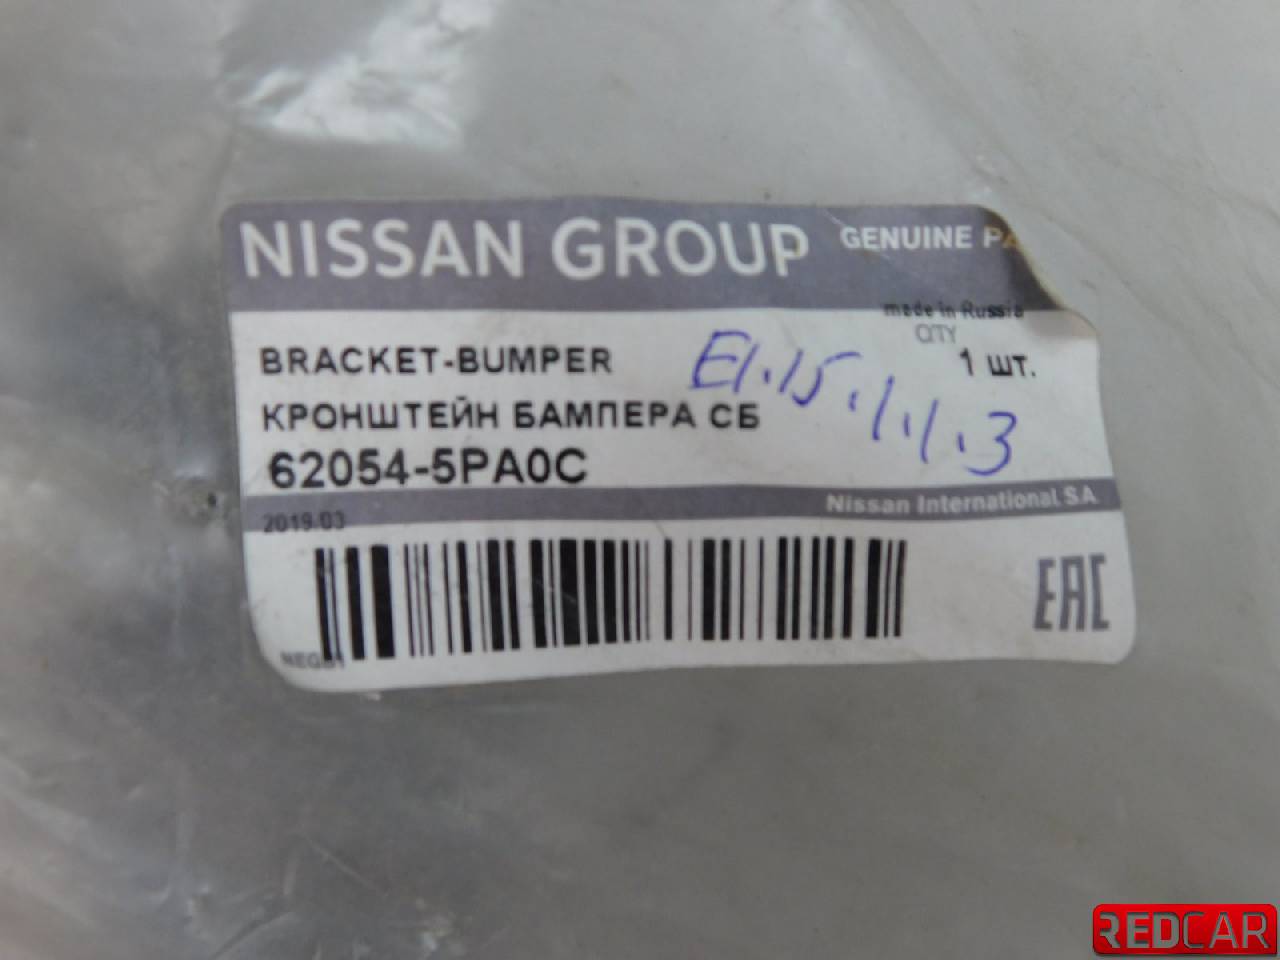 NISSAN GROUP GENUINE PA
made in Russia
QTY
BRACKET-BUMPER 1 шт.
E1.15.1.1.3
КРОНШТЕЙН БАМПЕРА СБ
62054-5PA0C
Nissan International SA
2019.03
EAC
REDCAR